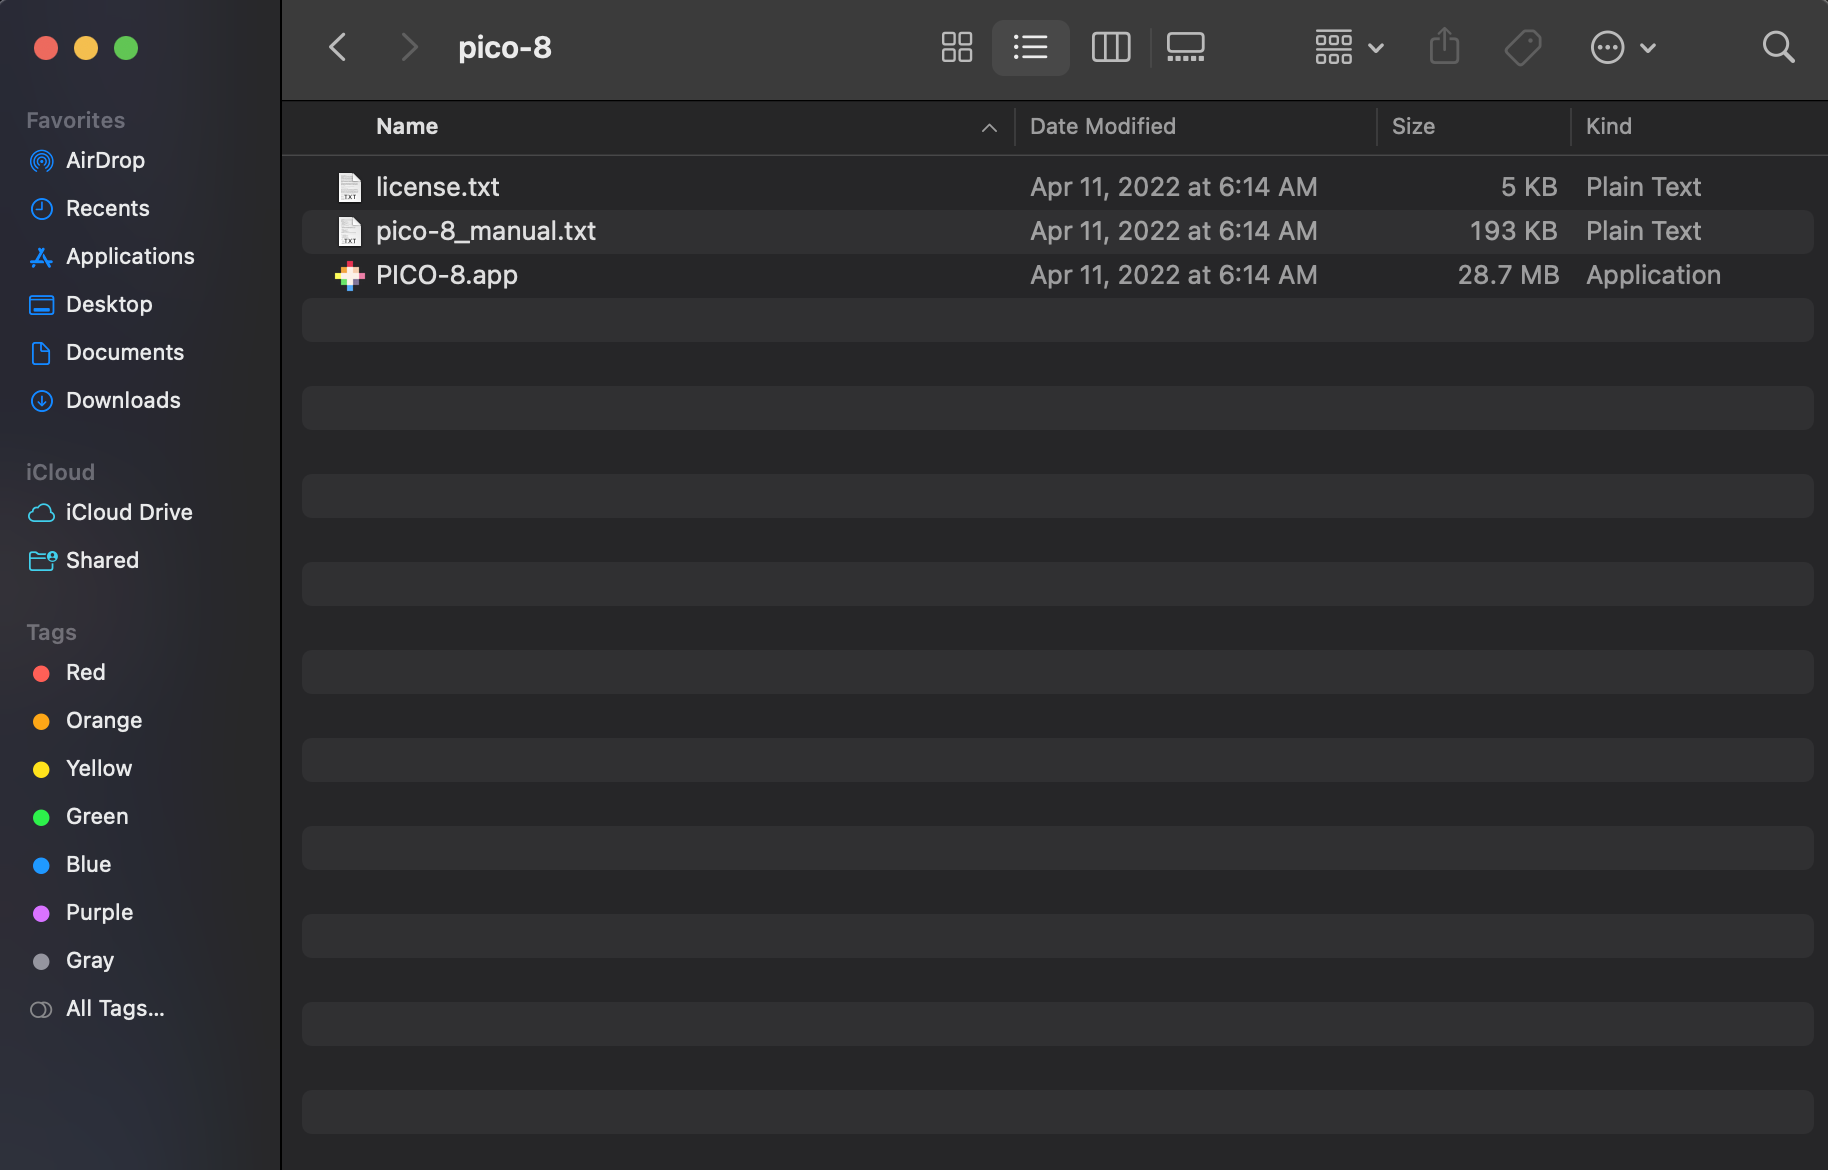 pico-8
Favorites
AirDrop
Recents
Applications
Desktop
Documents
Downloads
iCloud
iCloud Drive
Shared
Tags
Red
Orange
Yellow
Green
Blue
Purple
Gray
All Tags...
Name Date Modified Size Kind
TXT license.txt Apr 11, 2022 at 6:14 AM 5 KB Plain Text
TXT pico-8_manual.txt Apr 11, 2022 at 6:14 AM 193 KB Plain Text
PICO-8.app Apr 11, 2022 at 6:14 AM 28.7 MB Application